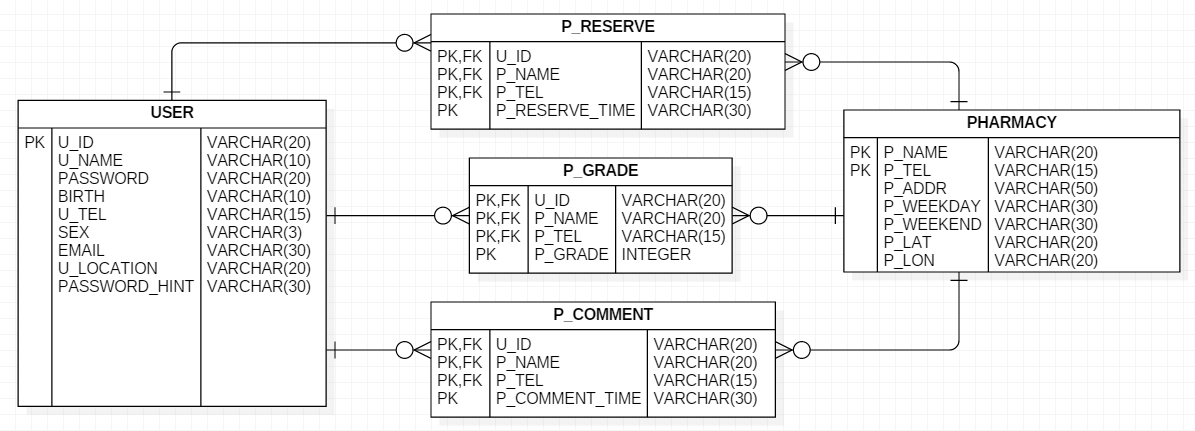 P_RESERVE
PK,FK U_ID VARCHAR(20)
PK,FK P_NAME VARCHAR(20)
PK,FK P_TEL VARCHAR(15)
PK P_RESERVE_TIME VARCHAR(30)
USER
PK U_ID VARCHAR(20)
U_NAME VARCHAR(10)
PASSWORD VARCHAR(20)
BIRTH VARCHAR(10)
U_TEL VARCHAR(15)
SEX VARCHAR(3)
EMAIL VARCHAR(30)
U_LOCATION VARCHAR(20)
PASSWORD_HINT VARCHAR(30)
P_GRADE
PK,FK U_ID VARCHAR(20)
PK,FK P_NAME VARCHAR(20)
PK,FK P_TEL VARCHAR(15)
PK P_GRADE INTEGER
PHARMACY
PK P_NAME VARCHAR(20)
PK P_TEL VARCHAR(15)
P_ADDR VARCHAR(50)
P_WEEKDAY VARCHAR(30)
P_WEEKEND VARCHAR(30)
P_LAT VARCHAR(20)
P_LON VARCHAR(20)
P_COMMENT
PK,FK U_ID VARCHAR(20)
PK,FK P_NAME VARCHAR(20)
PK,FK P_TEL VARCHAR(15)
PK P_COMMENT_TIME VARCHAR(30)